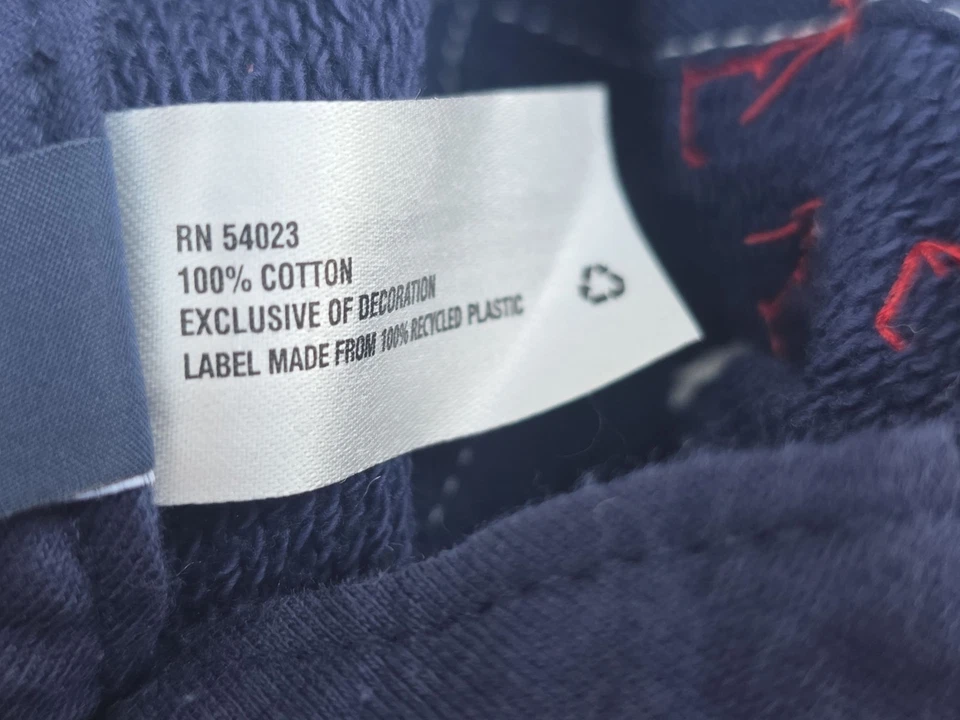 RN 54023
100% COTTON
EXCLUSIVE OF DECORATION
LABEL MADE FROM 100% RECYCLED PLASTIC